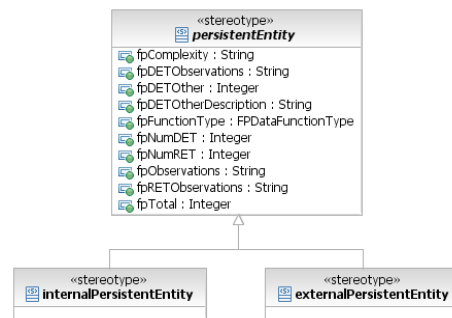 «stereotype»
persistentEntity
fpComplexity : String
fpDETObservations : String
fpDETOther : Integer
fpDETOtherDescription : String
fpFunctionType : FPDataFunctionType
fpNumDET : Integer
fpNumRET : Integer
fpObservations : String
fpRETObservations : String
fpTotal : Integer
«stereotype»
internalPersistentEntity
«stereotype»
externalPersistentEntity